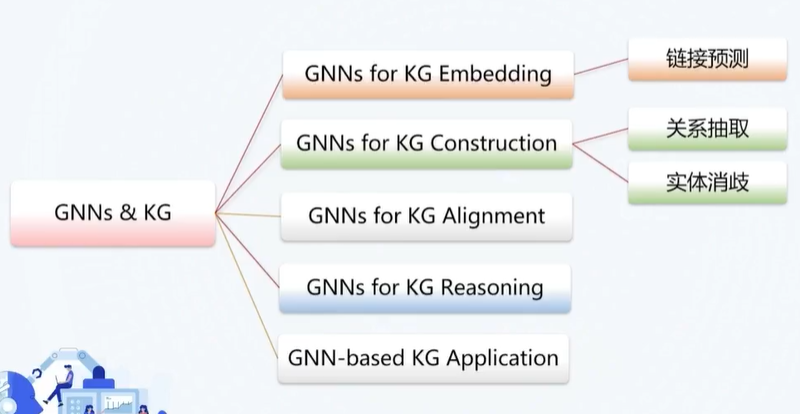 GNNs & KG
GNNs for KG Embedding
链接预测
GNNs for KG Construction
关系抽取
实体消歧
GNNs for KG Alignment
GNNs for KG Reasoning
GNN-based KG Application